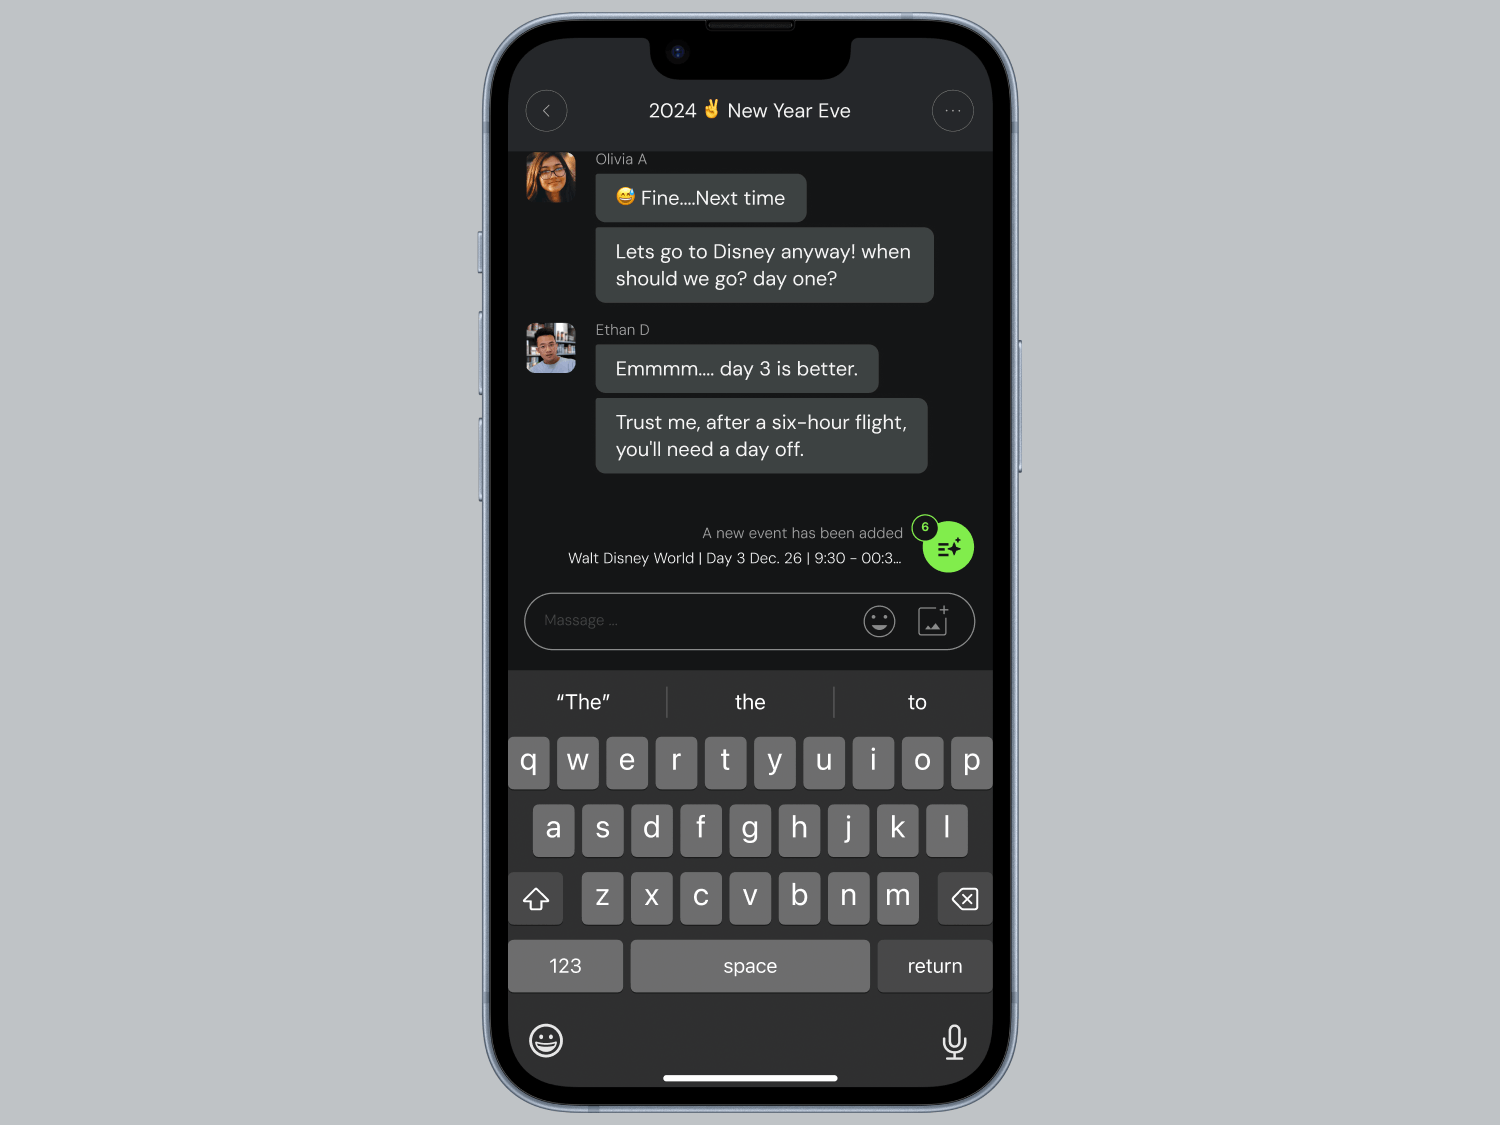 2024 ✌️ New Year Eve
Olivia A
😅 Fine....Next time
Lets go to Disney anyway! when
should we go? day one?
Ethan D
Emmmm.... day 3 is better.
Trust me, after a six-hour flight,
you'll need a day off.
A new event has been added
6
Walt Disney World | Day 3 Dec. 26 | 9:30 - 00:3...
Massage ...
“The”
the
to
q w e r t y u i o p
a s d f g h j k l
z x c v b n m
123
space
return